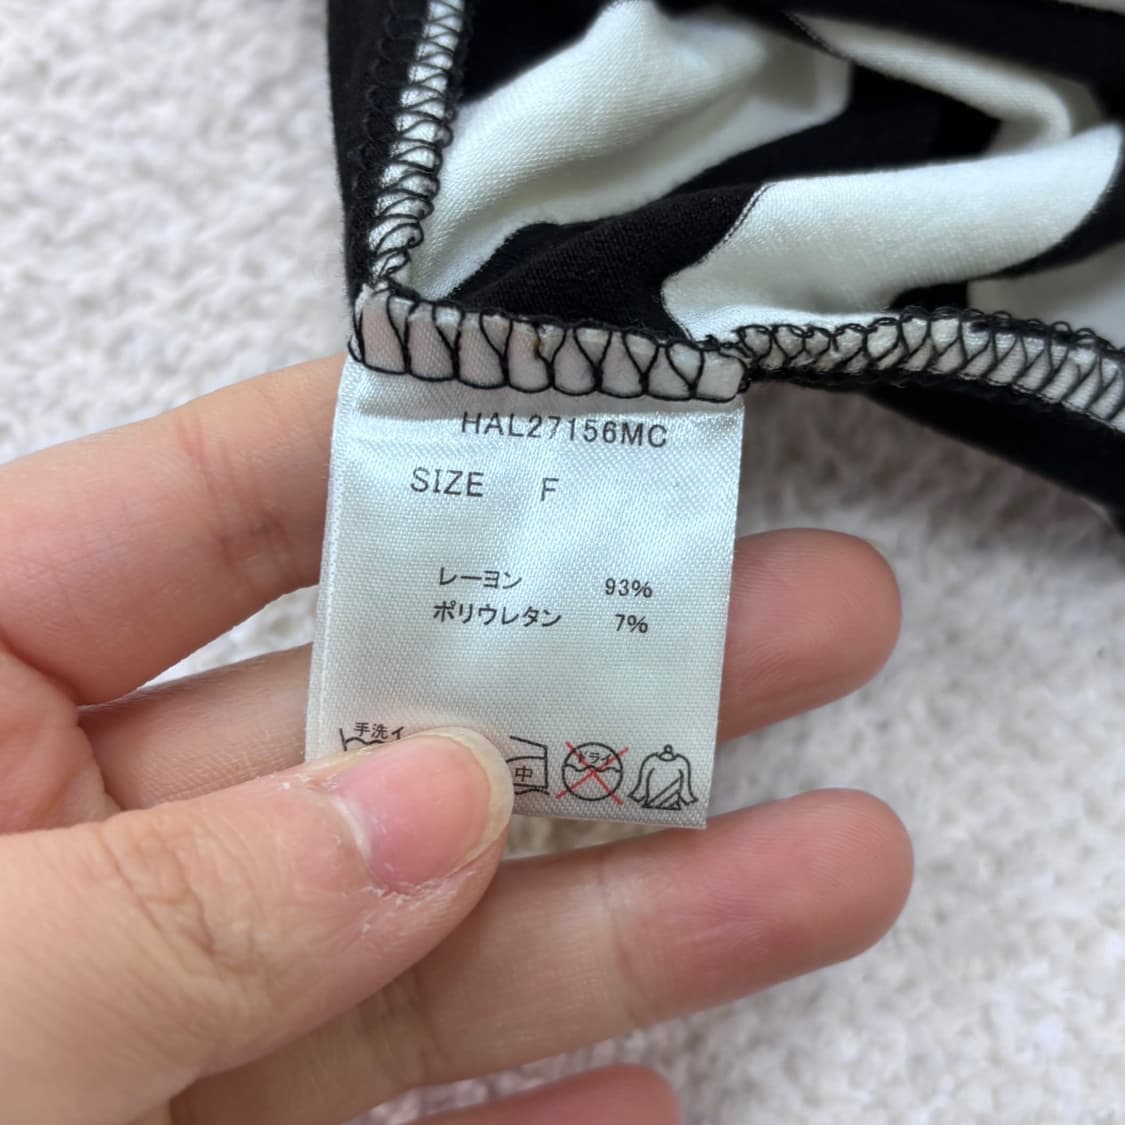 HAL27156MC
SIZE F
レーヨン 93%
ポリウレタン 7%
手洗イ
中 ドライ